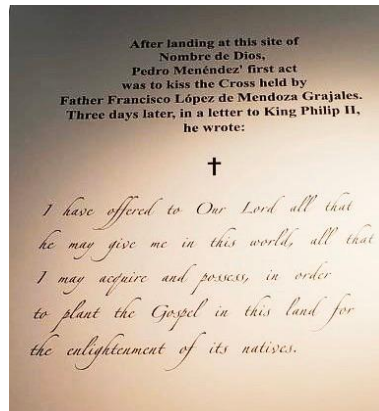 After landing at this site of
Nombre de Dios,
Pedro Menéndez' first act
was to kiss the Cross held by
Father Francisco López de Mendoza Grajales.
Three days later, in a letter to King Philip II,
he wrote:
I have offered to Our Lord all that
he may give me in this world, all that
I may acquire and possess, in order
to plant the Gospel in this land for
the enlightenment of its natives.